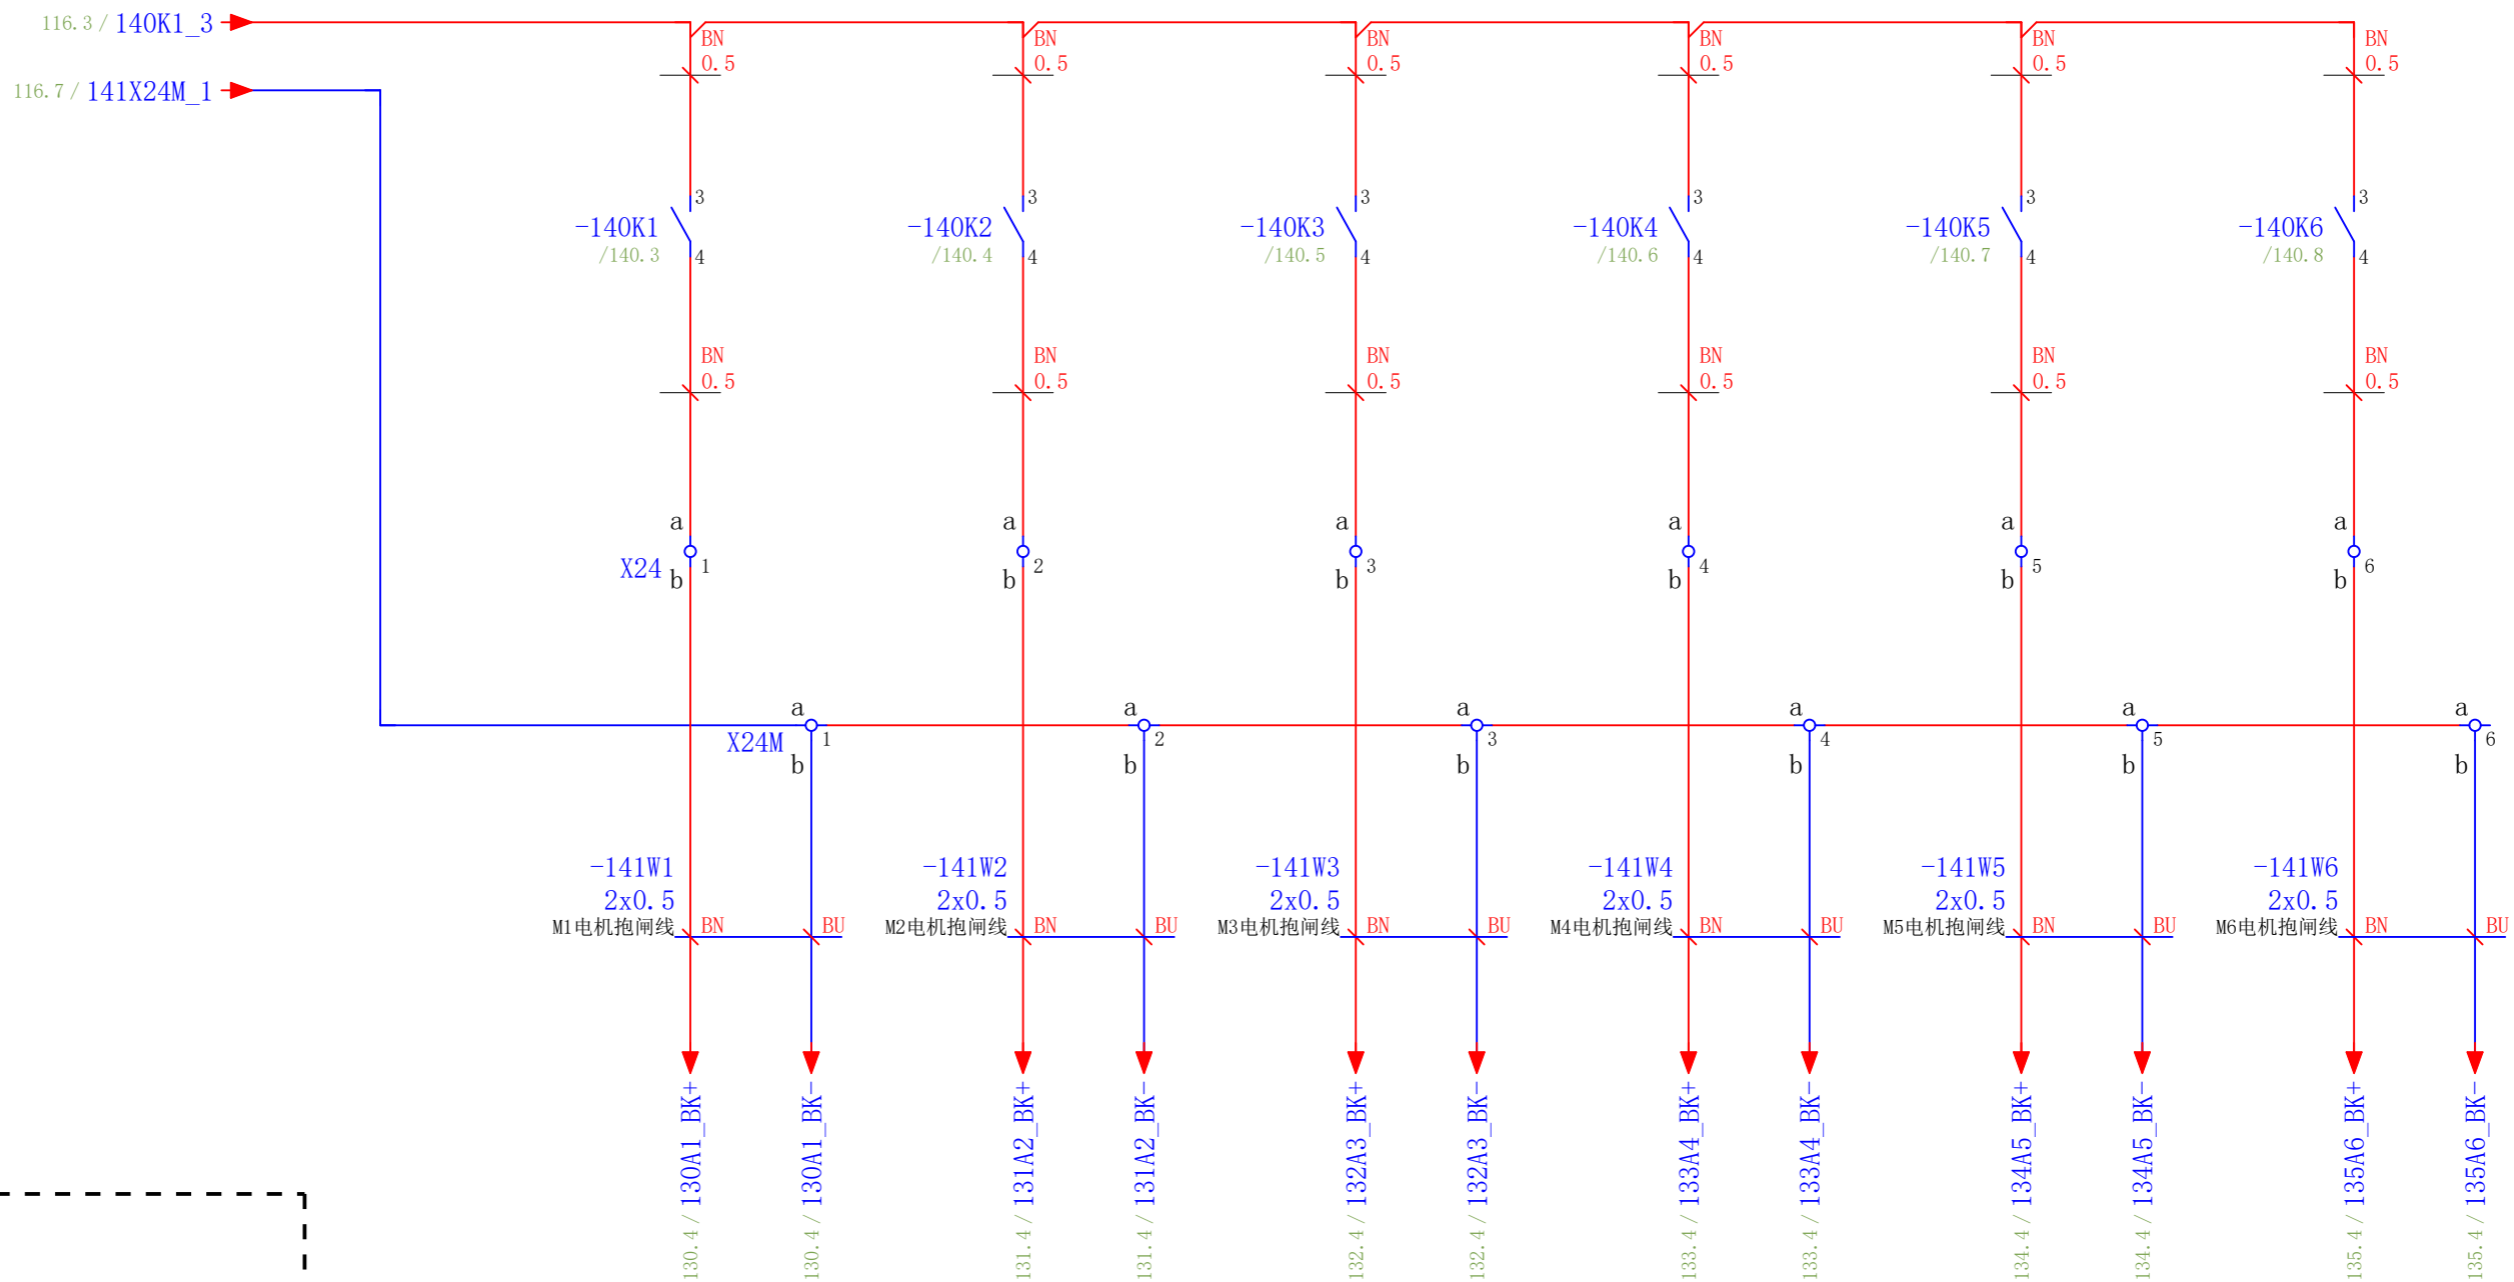 116.3 / 140K1_3
116.7 / 141X24M_1
BN
0.5
BN
0.5
BN
0.5
BN
0.5
BN
0.5
BN
0.5
-140K1
/140.3
3
4
-140K2
/140.4
3
4
-140K3
/140.5
3
4
-140K4
/140.6
3
4
-140K5
/140.7
3
4
-140K6
/140.8
3
4
BN
0.5
BN
0.5
BN
0.5
BN
0.5
BN
0.5
BN
0.5
X24
a
1
b
a
2
b
a
3
b
a
4
b
a
5
b
a
6
b
X24M
a
1
b
a
2
b
a
3
b
a
4
b
a
5
b
a
6
b
-141W1
2x0.5
M1电机抱闸线 BN BU
-141W2
2x0.5
M2电机抱闸线 BN BU
-141W3
2x0.5
M3电机抱闸线 BN BU
-141W4
2x0.5
M4电机抱闸线 BN BU
-141W5
2x0.5
M5电机抱闸线 BN BU
-141W6
2x0.5
M6电机抱闸线 BN BU
130.4 / 130A1_BK+
130.4 / 130A1_BK-
131.4 / 131A2_BK+
131.4 / 131A2_BK-
132.4 / 132A3_BK+
132.4 / 132A3_BK-
133.4 / 133A4_BK+
133.4 / 133A4_BK-
134.4 / 134A5_BK+
134.4 / 134A5_BK-
135.4 / 135A6_BK+
135.4 / 135A6_BK-